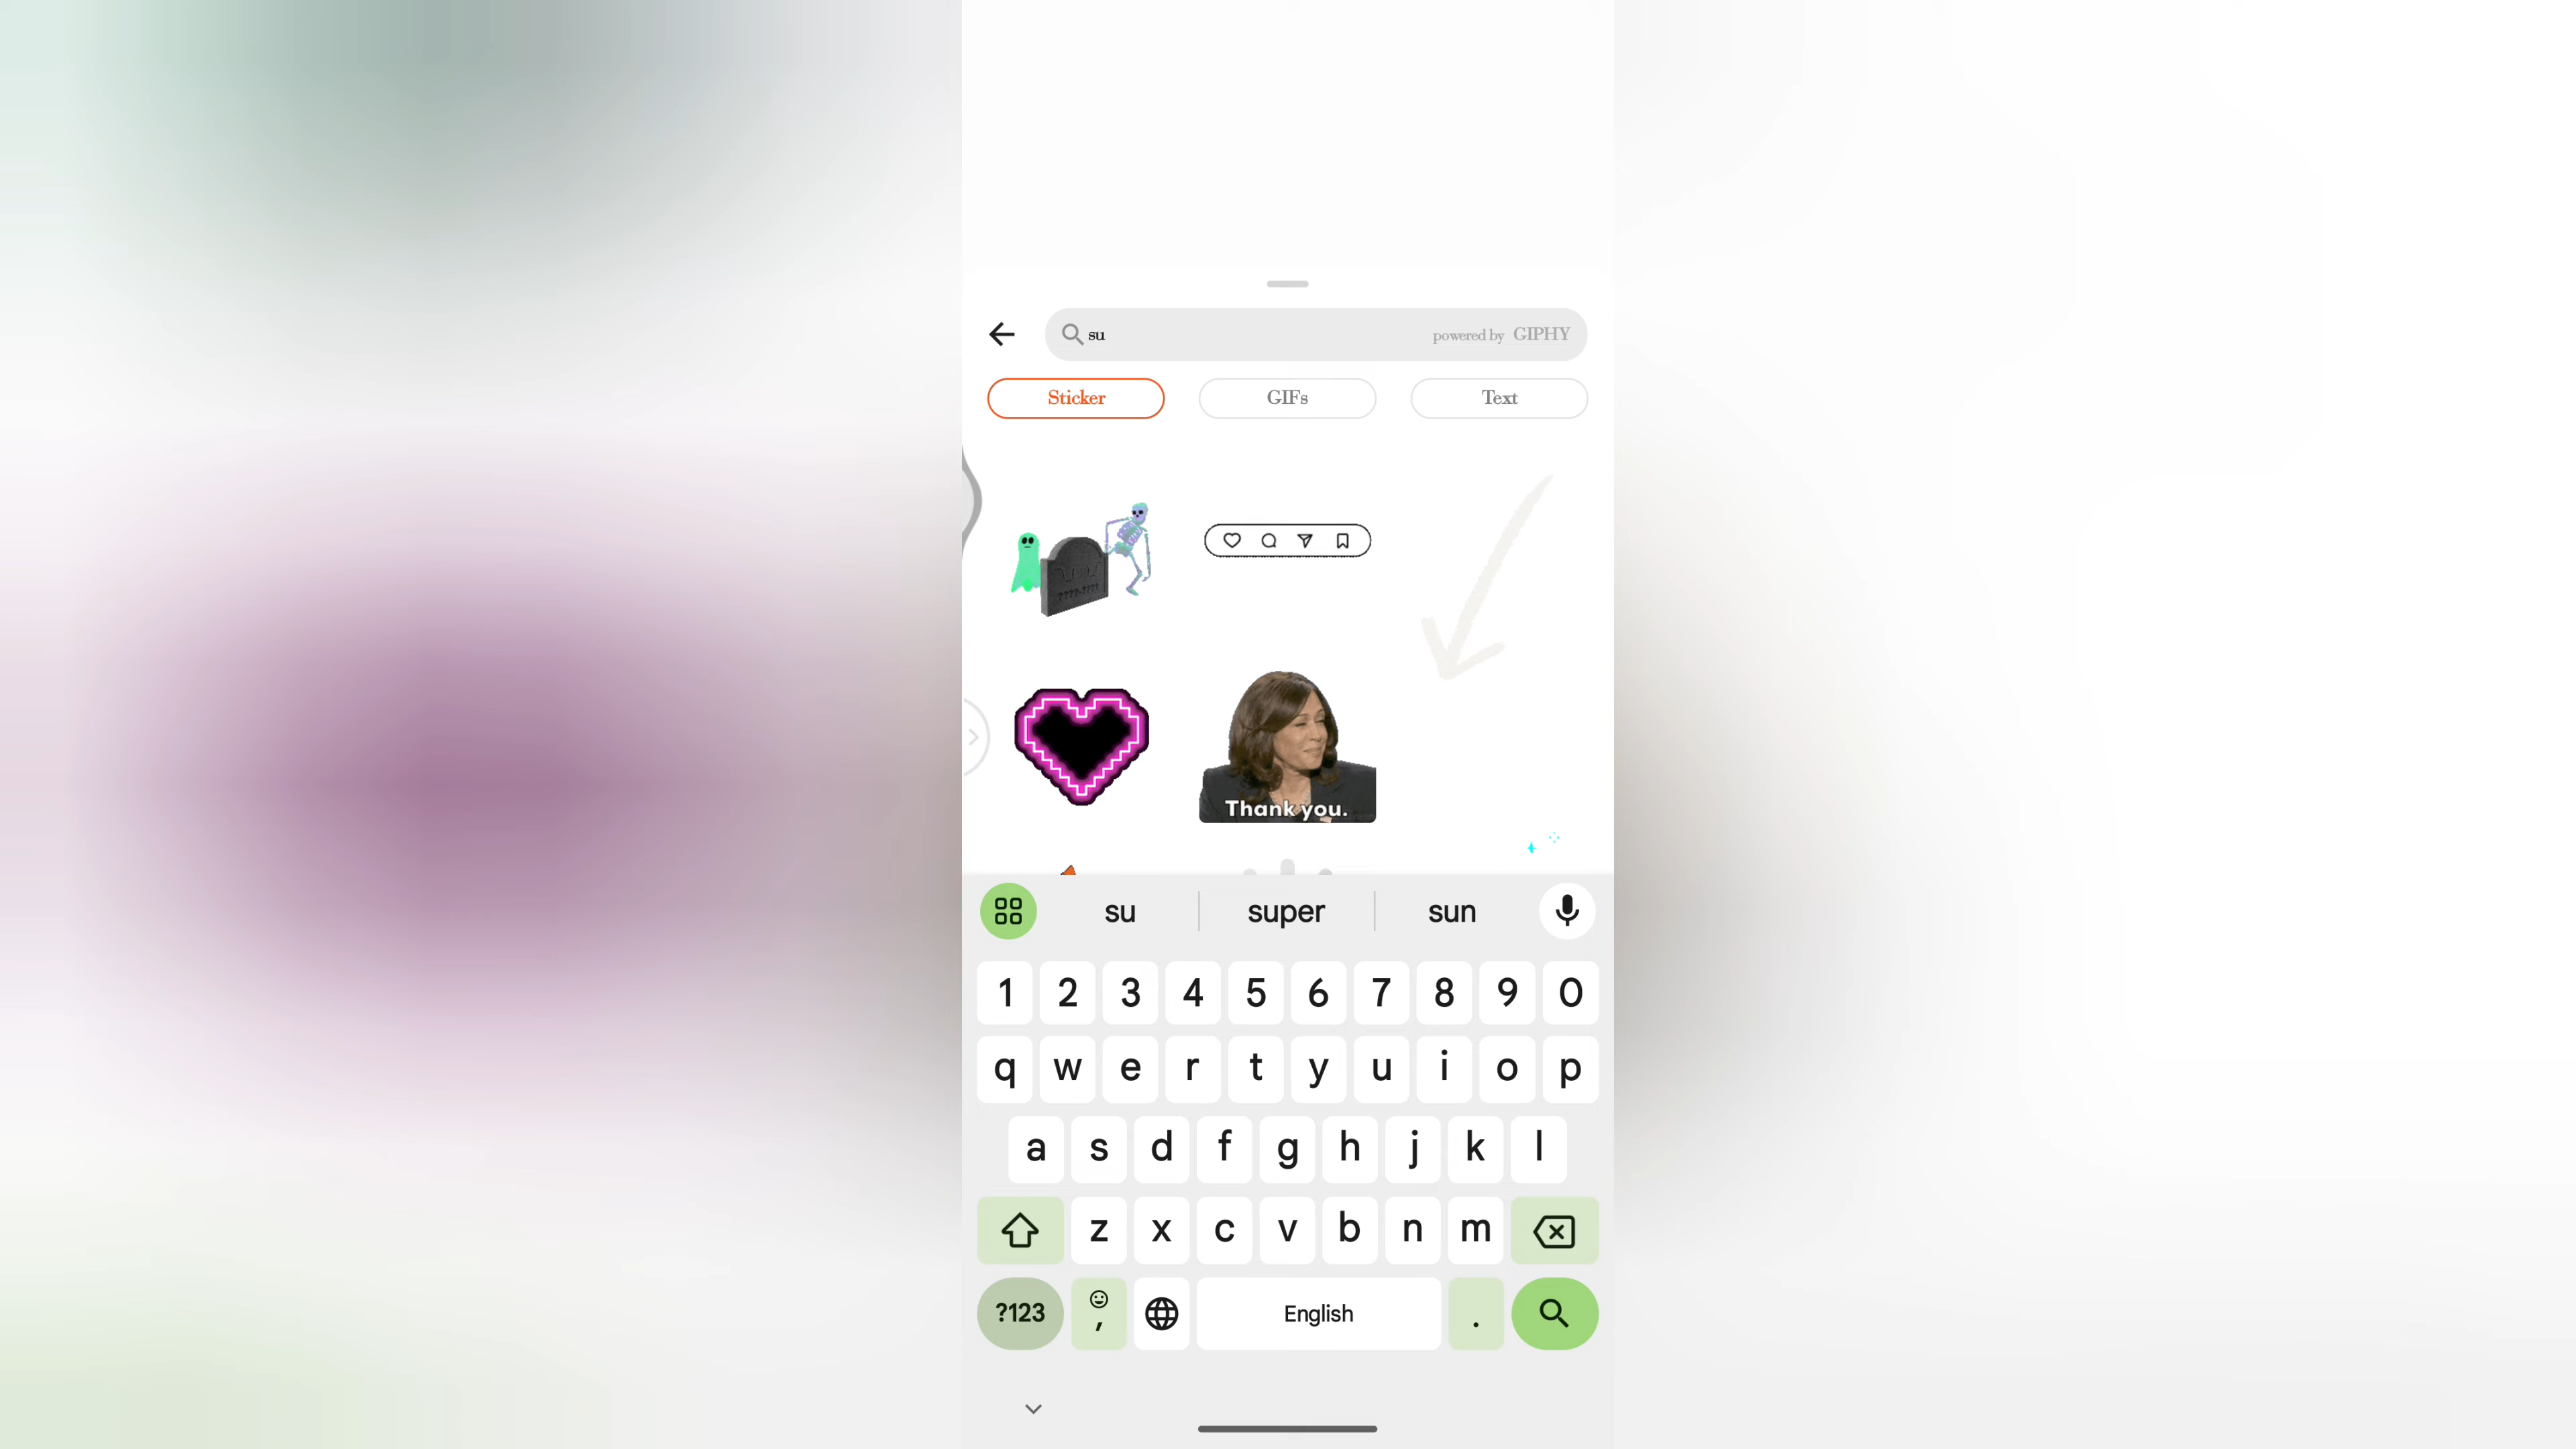 su powered by GIPHY
Sticker GIFs Text
????-????
Thank you.
su super sun
1 2 3 4 5 6 7 8 9 0
q w e r t y u i o p
a s d f g h j k l
z x c v b n m
?123 , English .